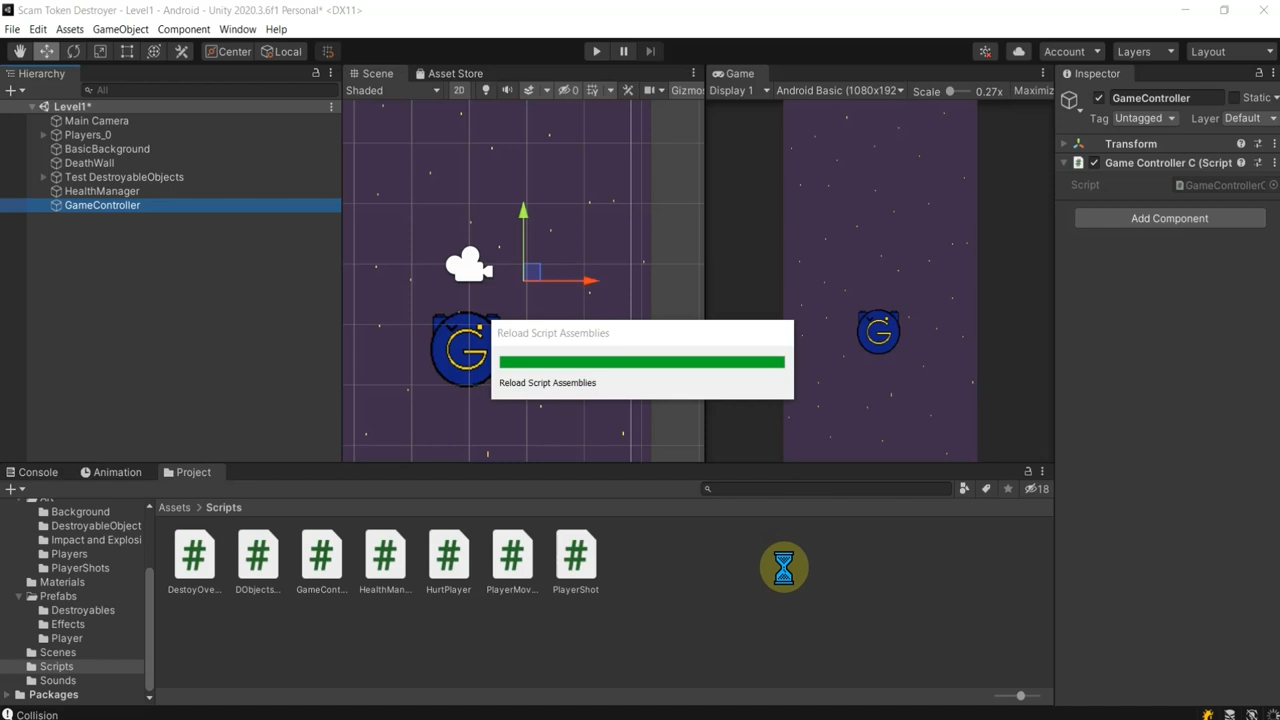 Scam Token Destroyer - Level1 - Android - Unity 2020.3.6f1 Personal* <DX11>
File Edit Assets GameObject Component Window Help
Center Local Account Layers Layout
Hierarchy Scene Asset Store Game Inspector
All Shaded 2D 0 Gizmos Display 1 Android Basic (1080x192 Scale 0.27x Maximiz
GameController Static
Tag Untagged Layer Default
Level1*
Main Camera
Players_0
BasicBackground
DeathWall
Test DestroyableObjects
HealthManager
GameController
Transform
Game Controller C (Script
Script GameControllerC
Add Component
G
G
Reload Script Assemblies
Reload Script Assemblies
Console Animation Project
18
Art
Background
DestroyableObject
Impact and Explosi
Players
PlayerShots
Materials
Prefabs
Destroyables
Effects
Player
Scenes
Scripts
Sounds
Packages
Assets > Scripts
# # # # # # #
DestoyOve... DObjects... GameCont... HealthMan... HurtPlayer PlayerMov... PlayerShot
Collision